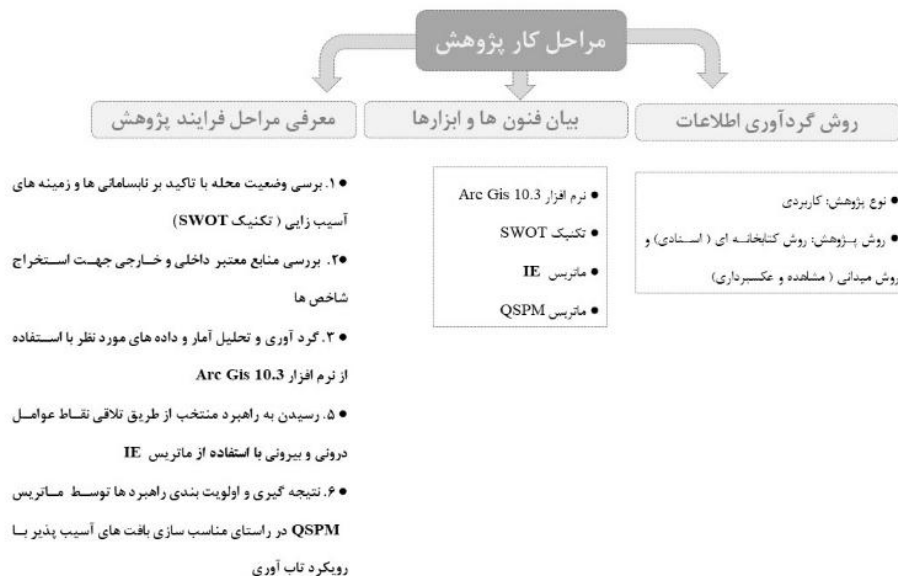 مراحل کار پژوهش
روش گردآوری اطلاعات
بیان فنون ها و ابزارها
معرفی مراحل فرایند پژوهش
● نوع پژوهش: کاربردی
● روش پژوهش: روش کتابخانه ای ( اسنادی) و
روش میدانی ( مشاهده و عکسبرداری)
● نرم افزار Arc Gis 10.3
● تکنیک SWOT
● ماتریس IE
● ماتریس QSPM
● ۱. برسی وضعیت محله با تاکید بر نابسامانی ها و زمینه های
آسیب زایی ( تکنیک SWOT)
●۲. بررسی منابع معتبر داخلی و خارجی جهت استخراج
شاخص ها
● ۳. گرد آوری و تحلیل آمار و داده های مورد نظر با استفاده
از نرم افزار Arc Gis 10.3
● ۵. رسیدن به راهبرد منتخب از طریق تلاقی نقاط عوامل
درونی و بیرونی با استفاده از ماتریس IE
● ۶. نتیجه گیری و اولویت بندی راهبرد ها توسط ماتریس
QSPM در راستای مناسب سازی بافت های آسیب پذیر با
رویکرد تاب آوری